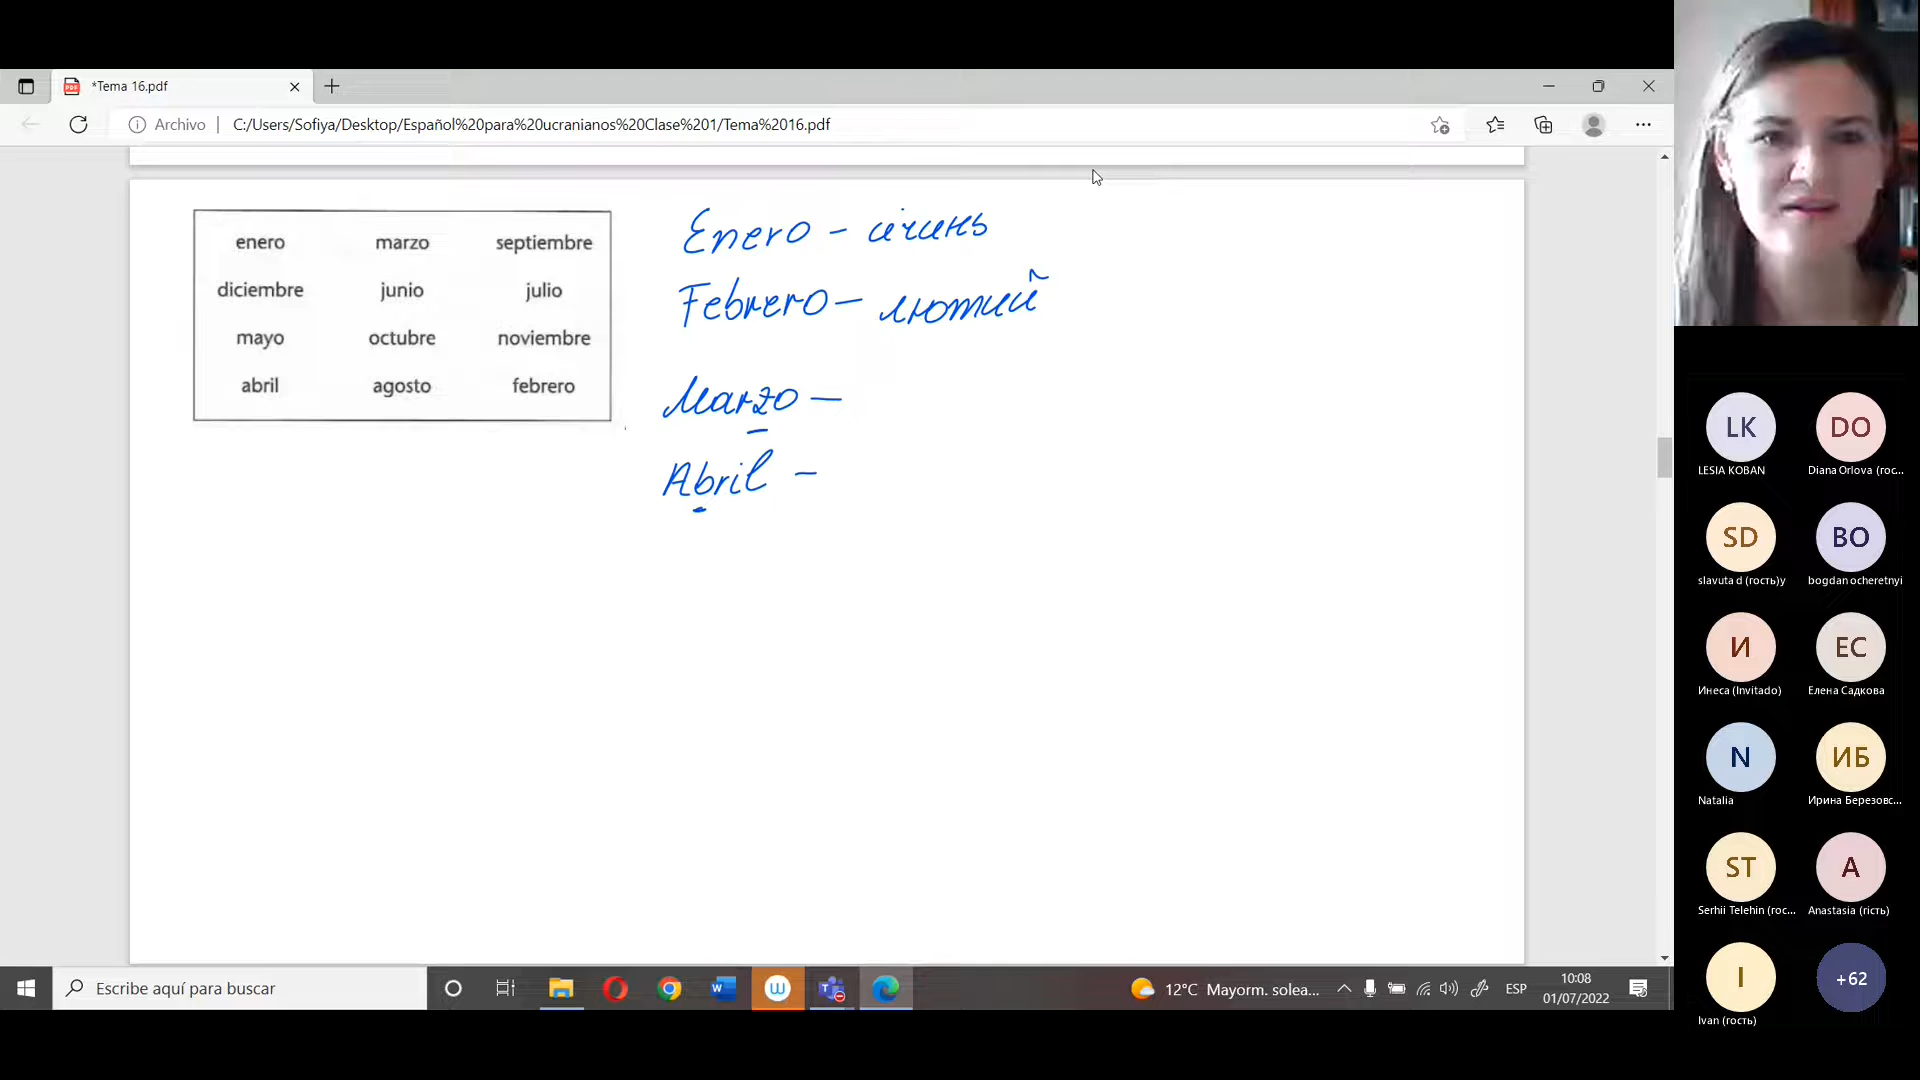 *Tema 16.pdf
Archivo | C:/Users/Sofiya/Desktop/Español%20para%20ucranianos%20Clase%201/Tema%2016.pdf
enero marzo septiembre
diciembre junio julio
mayo octubre noviembre
abril agosto febrero
Enero - січень
Febrero - лютий
Marzo -
Abril -
LK DO
LESIA KOBAN Diana Orlova (гос...
SD BO
slavuta d (гость)y bogdan ocheretnyi
И ЕС
Инеса (Invitado) Елена Садкова
N ИБ
Natalia Ирина Березовс...
ST A
Serhii Telehin (гос... Anastasia (гість)
I +62
Ivan (гость)
Escribe aquí para buscar
12°C Mayorm. solea... ESP
10:08
01/07/2022